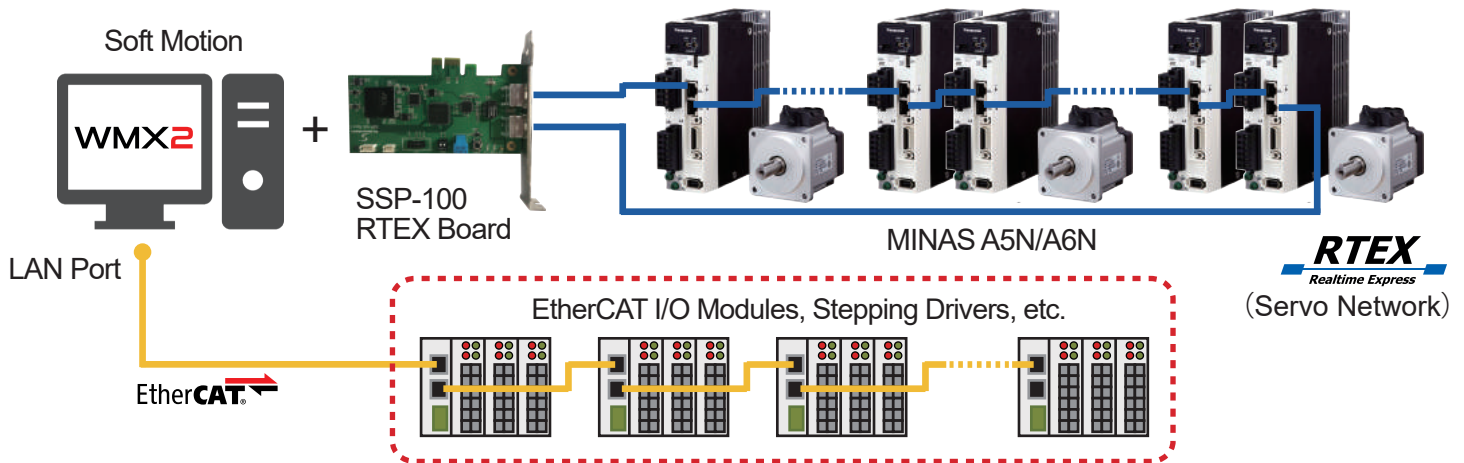 Soft Motion
WMX2
+
SSP-100
RTEX Board
MINAS A5N/A6N
RTEX
Realtime Express
（Servo Network）
LAN Port
EtherCAT I/O Modules, Stepping Drivers, etc.
EtherCAT®